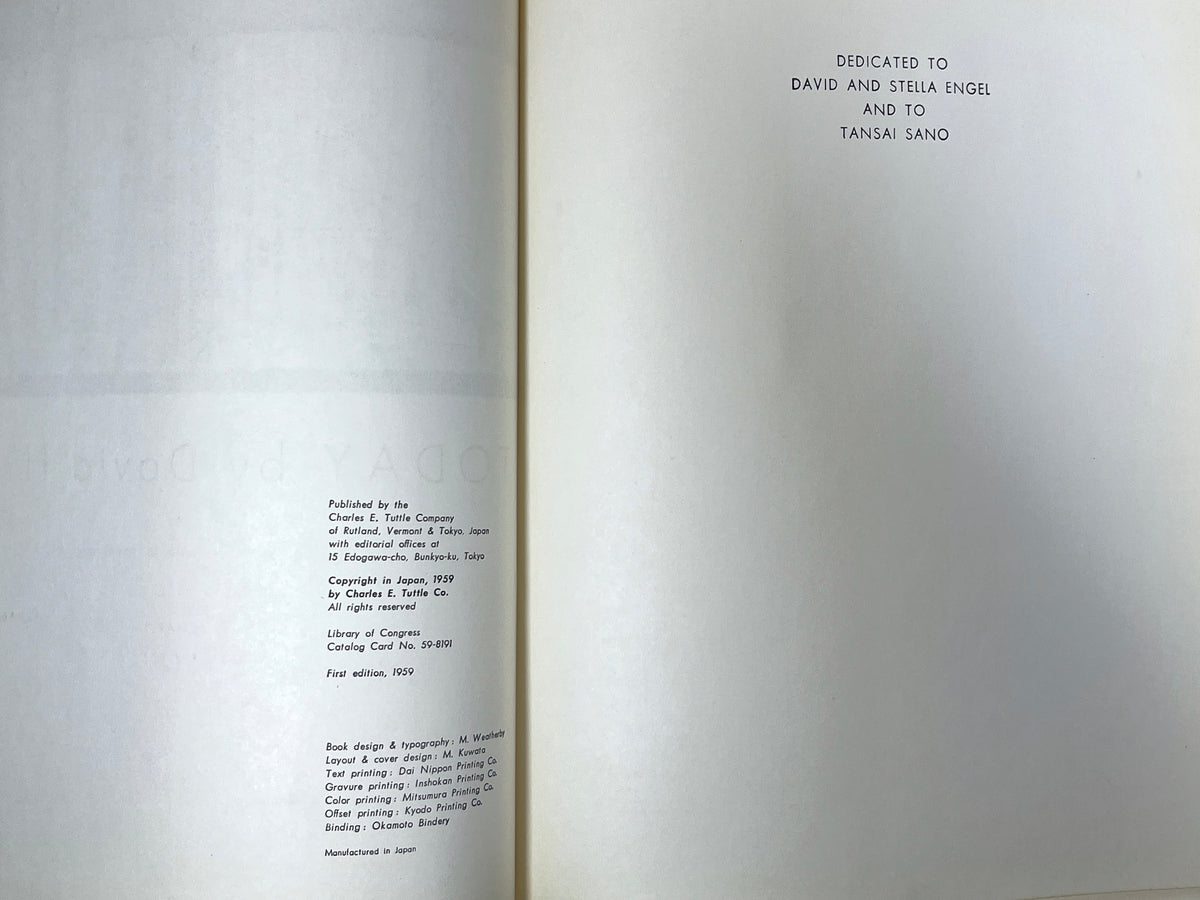 Published by the
Charles E. Tuttle Company
of Rutland, Vermont & Tokyo, Japan
with editorial offices at
15 Edogawa-cho, Bunkyo-ku, Tokyo
Copyright in Japan, 1959
by Charles E. Tuttle Co.
All rights reserved
Library of Congress
Catalog Card No. 59-8191
First edition, 1959
Book design & typography: M. Weatherby
Layout & cover design: M. Kuwata
Text printing: Dai Nippon Printing Co.
Gravure printing: Inshokan Printing Co.
Color printing: Mitsumura Printing Co.
Offset printing: Kyodo Printing Co.
Binding: Okamoto Bindery
Manufactured in Japan
DEDICATED TO
DAVID AND STELLA ENGEL
AND TO
TANSAI SANO